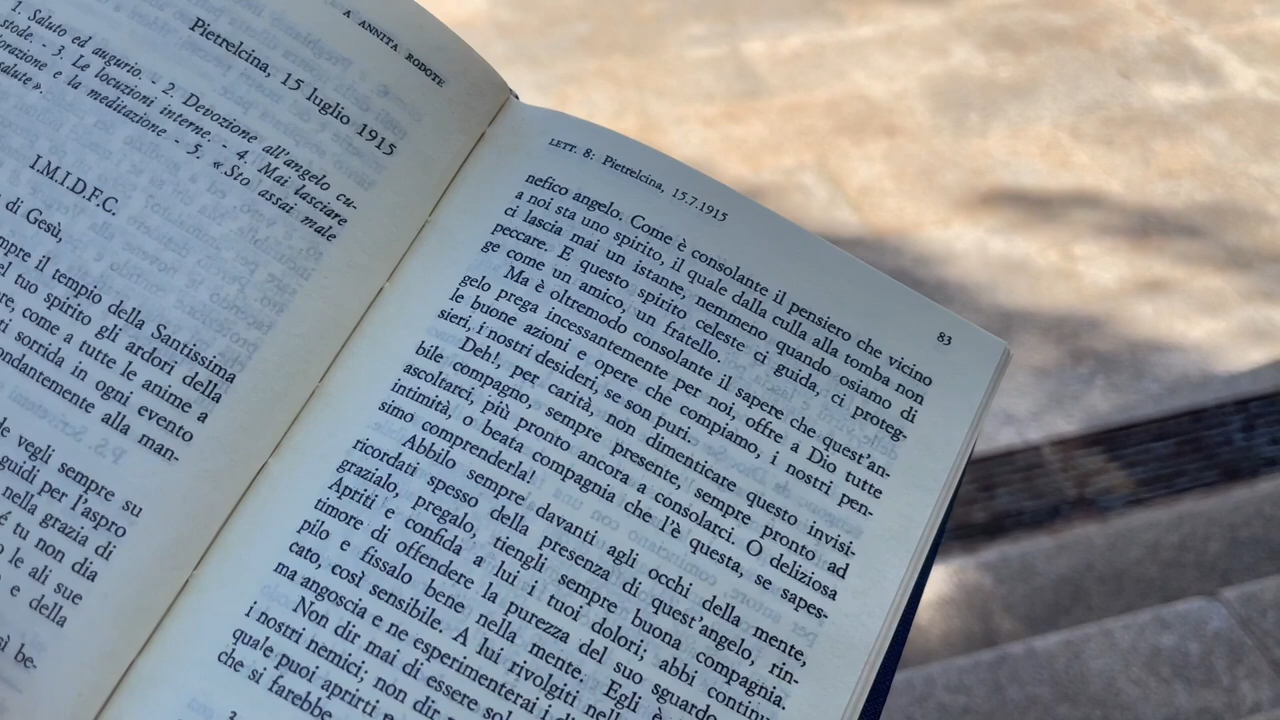 A ANNITA RODOTE
Pietrelcina, 15 luglio 1915
1. Saluto ed augurio. - 2. Devozione all'angelo cu-
stode. - 3. Le locuzioni interne. - 4. Mai lasciare
orazione e la meditazione - 5. «Sto assai male
salute».
I.M.I.D.F.C.
di Gesù,
il tempio della Santissima
tuo spirito gli ardori della
come a tutte le anime a
sorrida in ogni evento
alla man-
vegli sempre su
guidi per l'aspro
nella grazia di
tu non dia
le ali sue
e della
be-
LETT. 8: Pietrelcina, 15.7.1915
83
nefico angelo. Come è consolante il pensiero che vicino
a noi sta uno spirito, il quale dalla culla alla tomba non
ci lascia mai un istante, nemmeno quando osiamo di
peccare. E questo spirito celeste ci guida, ci proteg-
ge come un amico, un fratello.
Ma è oltremodo consolante il sapere che quest'an-
gelo prega incessantemente per noi, offre a Dio tutte
le buone azioni e opere che compiamo, i nostri pen-
sieri, i nostri desideri, se son puri.
Deh!, per carità, non dimenticare questo invisi-
bile compagno, sempre presente, sempre pronto ad
ascoltarci, più pronto ancora a consolarci. O deliziosa
intimità, o beata compagnia che l'è questa, se sapes-
simo comprenderla!
Abbilo sempre davanti agli occhi della mente,
ricordati spesso della presenza di quest'angelo, rin-
grazialo, pregalo, tiengli sempre buona compagnia.
Apriti e confida a lui i tuoi dolori; abbi continuo
timore di offendere la purezza del suo sguardo.
pilo e fissalo bene nella mente. Egli è
cato, così sensibile. A lui rivolgiti
ma angoscia e ne esperimenterai i
Non dir mai di essere
i nostri nemici, non dir
quale puoi aprirti e
che si farebbe
2